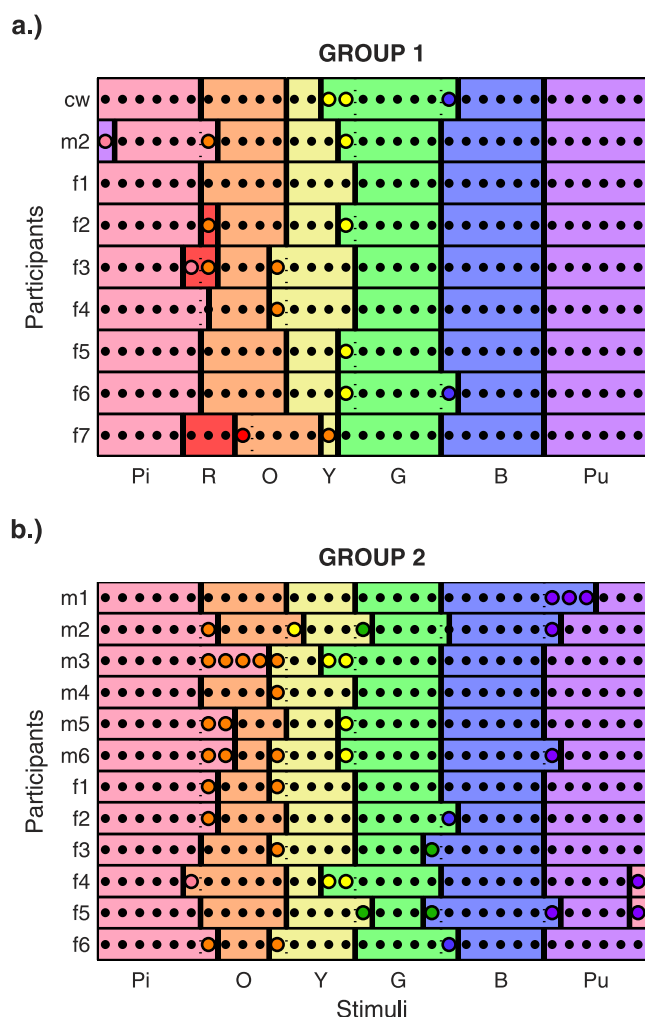 a.)
GROUP 1
Participants
cw
m2
f1
f2
f3
f4
f5
f6
f7
Pi R O Y G B Pu
b.)
GROUP 2
Participants
m1
m2
m3
m4
m5
m6
f1
f2
f3
f4
f5
f6
Pi O Y G B Pu
Stimuli